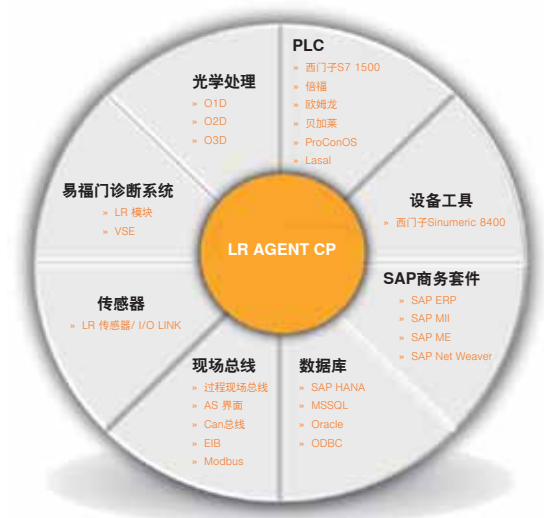 PLC
» 西门子S7 1500
» 倍福
» 欧姆龙
» 贝加莱
» ProConOS
» Lasal
设备工具
» 西门子Sinumeric 8400
SAP商务套件
» SAP ERP
» SAP MII
» SAP ME
» SAP Net Weaver
数据库
» SAP HANA
» MSSQL
» Oracle
» ODBC
现场总线
» 过程现场总线
» AS 界面
» Can总线
» EIB
» Modbus
传感器
» LR 传感器/ I/O LINK
易福门诊断系统
» LR 模块
» VSE
光学处理
» O1D
» O2D
» O3D
LR AGENT CP